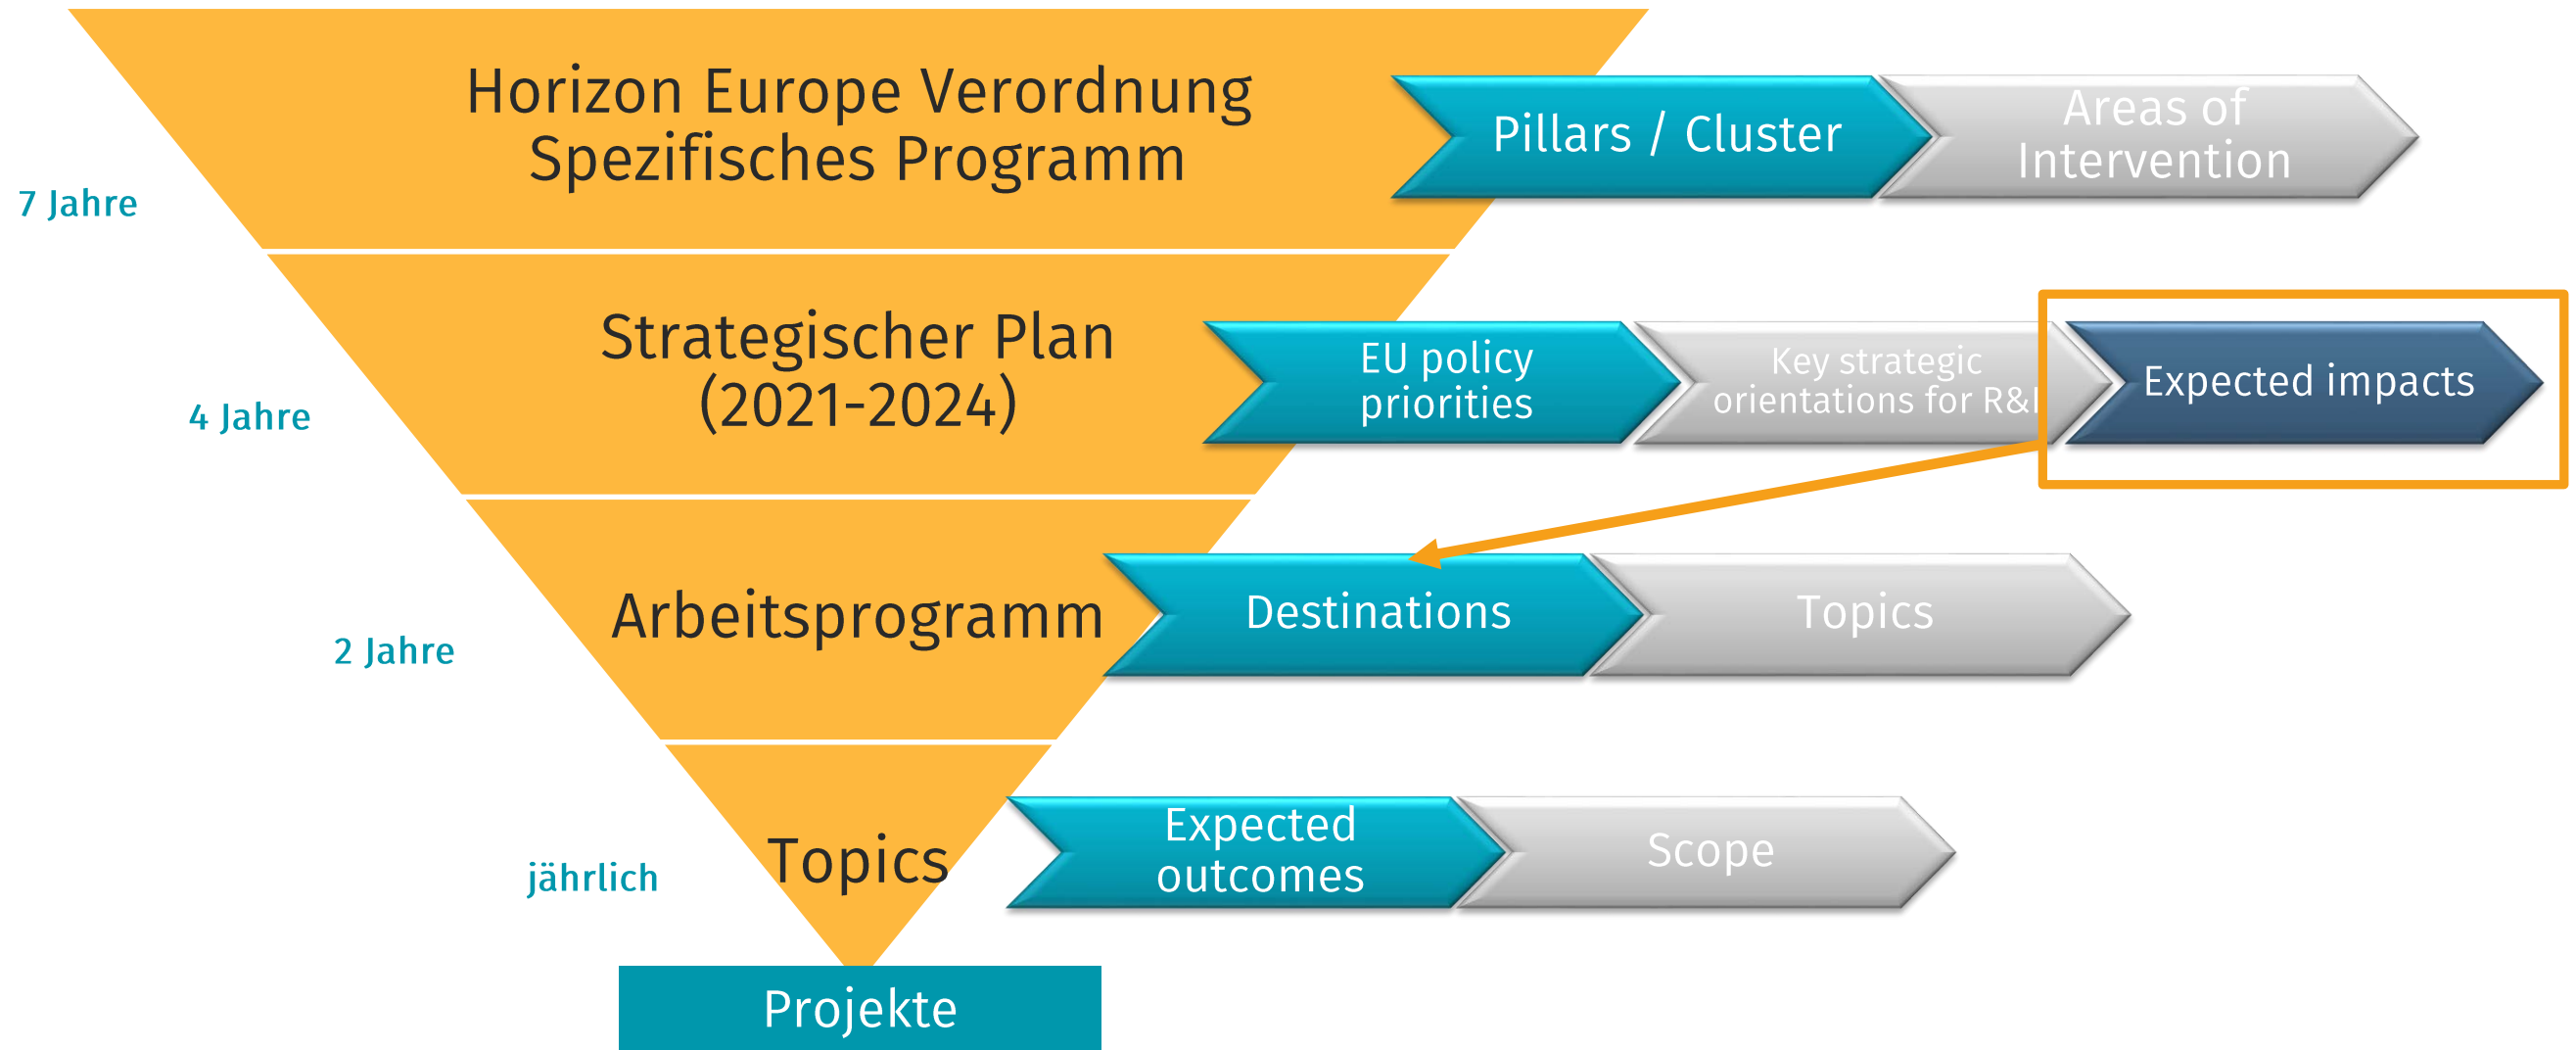 Horizon Europe Verordnung
Spezifisches Programm
Pillars / Cluster
Areas of
Intervention
7 Jahre
Strategischer Plan
(2021-2024)
EU policy
priorities
Key strategic
orientations for R&I
Expected impacts
4 Jahre
Arbeitsprogramm
Destinations
Topics
2 Jahre
Topics
Expected
outcomes
Scope
jährlich
Projekte